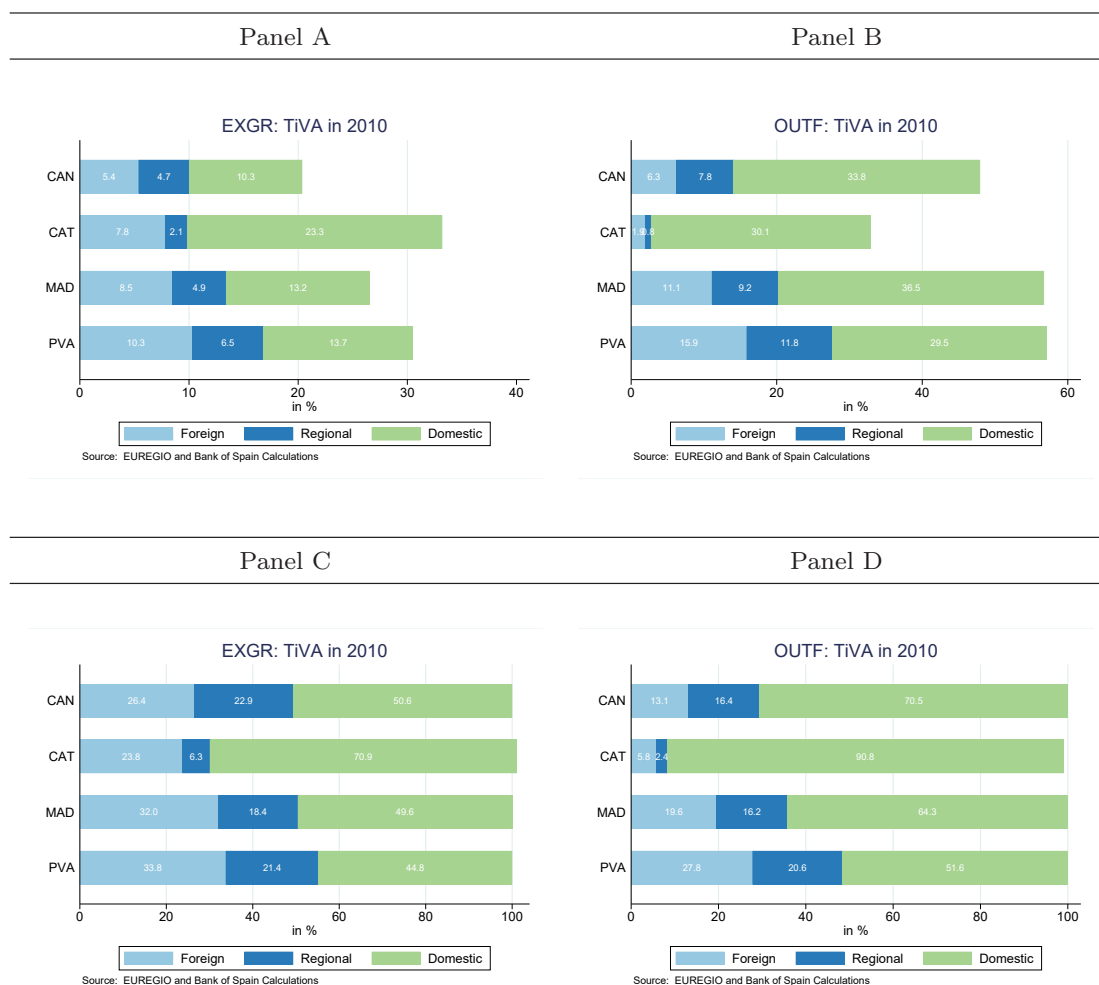 Panel A Panel B
EXGR: TiVA in 2010
CAN 5.4 4.7 10.3
CAT 7.8 2.1 23.3
MAD 8.5 4.9 13.2
PVA 10.3 6.5 13.7
0 10 20 30 40
in %
Foreign Regional Domestic
Source: EUREGIO and Bank of Spain Calculations
OUTF: TiVA in 2010
CAN 6.3 7.8 33.8
CAT 1.9 0.8 30.1
MAD 11.1 9.2 36.5
PVA 15.9 11.8 29.5
0 20 40 60
in %
Foreign Regional Domestic
Source: EUREGIO and Bank of Spain Calculations
Panel C Panel D
EXGR: TiVA in 2010
CAN 26.4 22.9 50.6
CAT 23.8 6.3 70.9
MAD 32.0 18.4 49.6
PVA 33.8 21.4 44.8
0 20 40 60 80 100
in %
Foreign Regional Domestic
Source: EUREGIO and Bank of Spain Calculations
OUTF: TiVA in 2010
CAN 13.1 16.4 70.5
CAT 5.8 2.4 90.8
MAD 19.6 16.2 64.3
PVA 27.8 20.6 51.6
0 20 40 60 80 100
in %
Foreign Regional Domestic
Source: EUREGIO and Bank of Spain Calculations